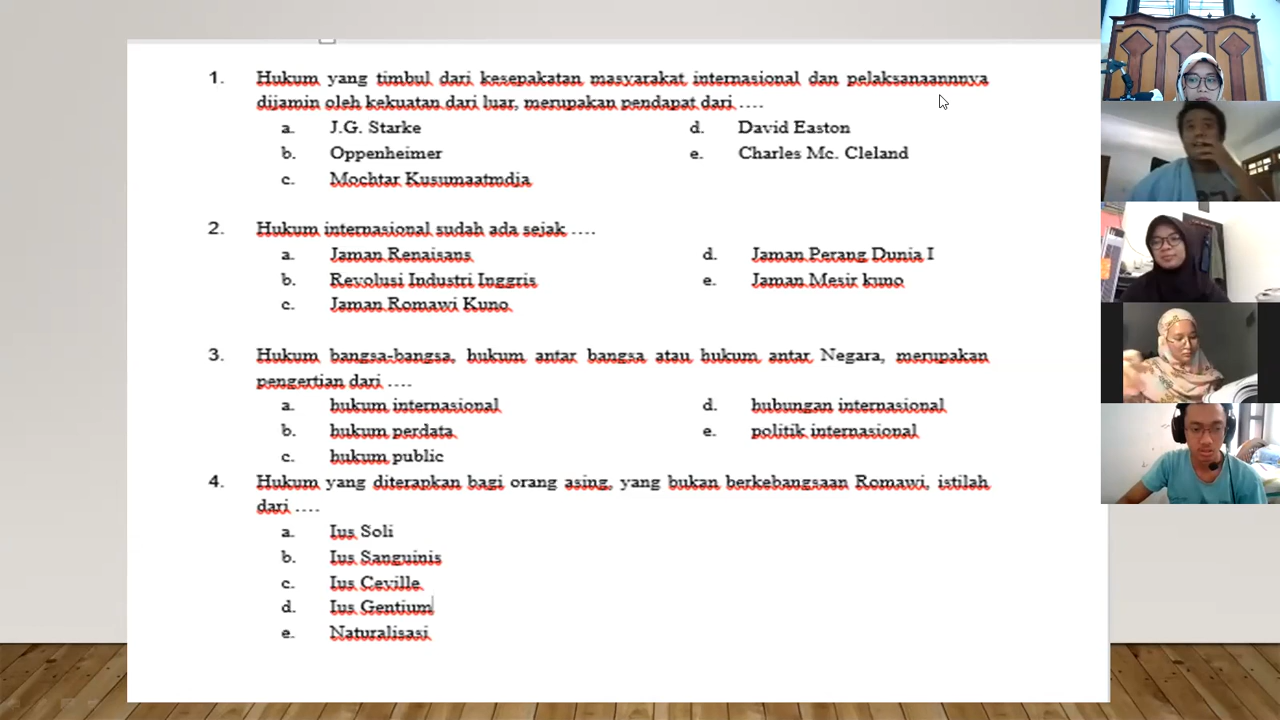 1. Hukum yang timbul dari kesepakatan masyarakat internasional dan pelaksanaannnya
dijamin oleh kekuatan dari luar, merupakan pendapat dari ....
a. J.G. Starke d. David Easton
b. Oppenheimer e. Charles Mc. Cleland
c. Mochtar Kusumaatmdja
2. Hukum internasional sudah ada sejak ....
a. Jaman Renaisans d. Jaman Perang Dunia I
b. Revolusi Industri Inggris e. Jaman Mesir kuno
c. Jaman Romawi Kuno
3. Hukum bangsa-bangsa, hukum antar bangsa atau hukum antar Negara, merupakan
pengertian dari ....
a. hukum internasional d. hubungan internasional
b. hukum perdata e. politik internasional
c. hukum public
4. Hukum yang diterapkan bagi orang asing, yang bukan berkebangsaan Romawi, istilah
dari ....
a. Ius Soli
b. Ius Sanguinis
c. Ius Ceville
d. Ius Gentium
e. Naturalisasi